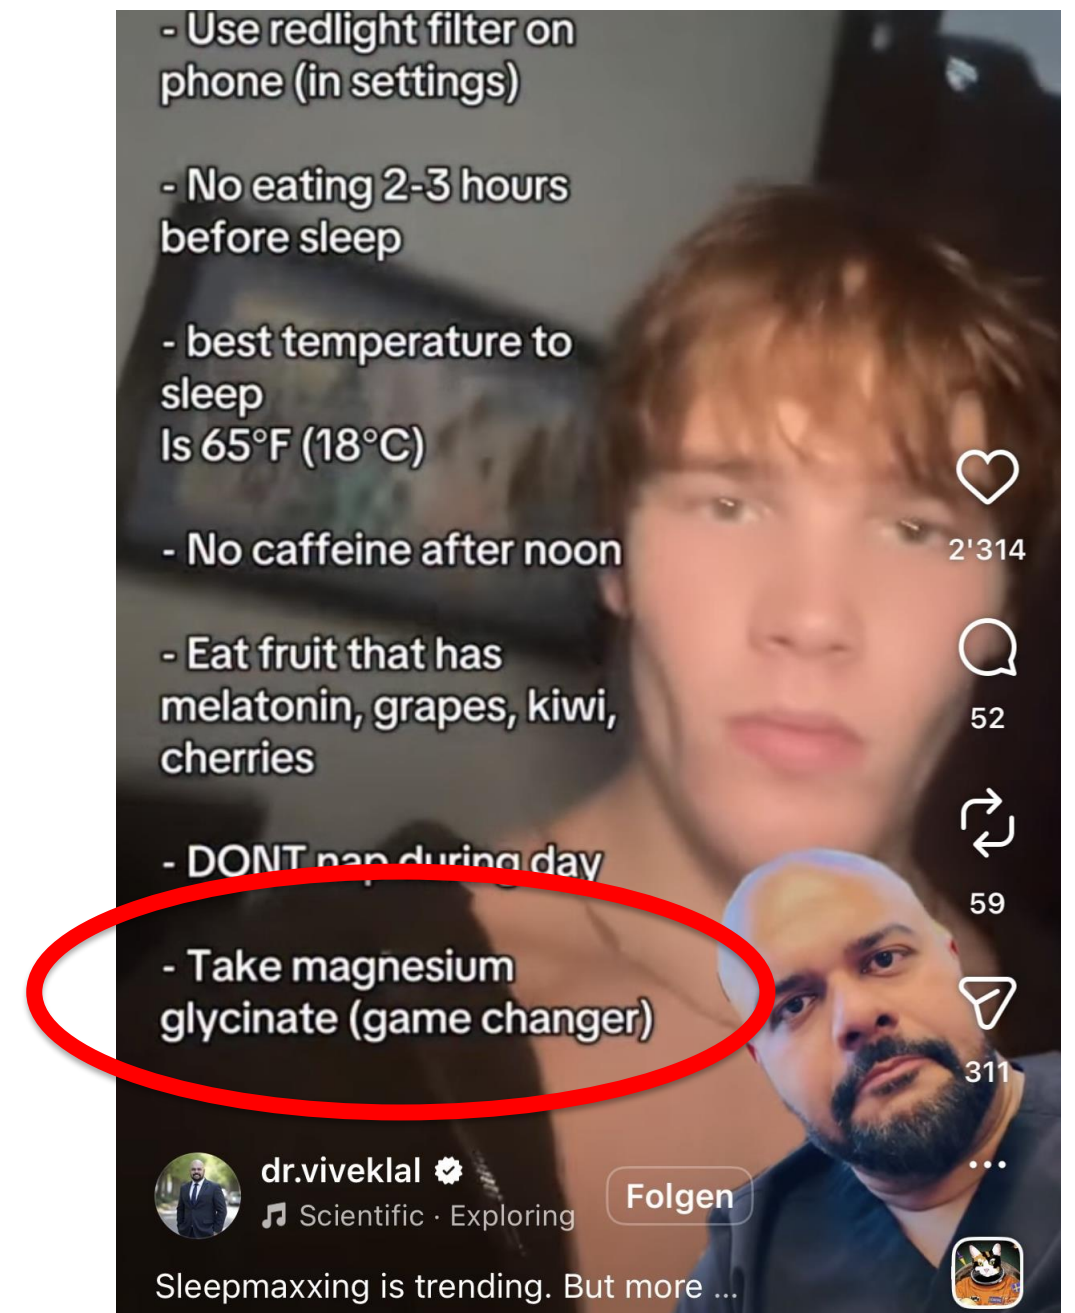 - Use redlight filter on
phone (in settings)
- No eating 2-3 hours
before sleep
- best temperature to
sleep
Is 65°F (18°C)
- No caffeine after noon
- Eat fruit that has
melatonin, grapes, kiwi,
cherries
- DONT nap during day
- Take magnesium
glycinate (game changer)
2'314
52
59
311
dr.viveklal
Scientific · Exploring
Folgen
Sleepmaxxing is trending. But more ...